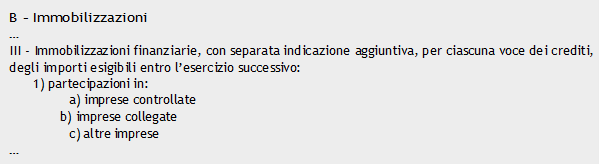 B - Immobilizzazioni
...
III - Immobilizzazioni finanziarie, con separata indicazione aggiuntiva, per ciascuna voce dei crediti,
degli importi esigibili entro l'esercizio successivo:
1) partecipazioni in:
a) imprese controllate
b) imprese collegate
c) altre imprese
...